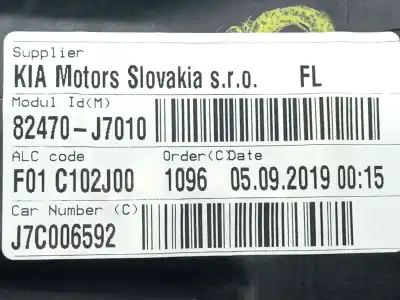 Supplier
KIA Motors Slovakia s.r.o. FL
Modul Id(M)
82470-J7010
ALC code Order(C) Date
F01 C102J00 1096 05.09.2019 00:15
Car Number (C)
J7C006592